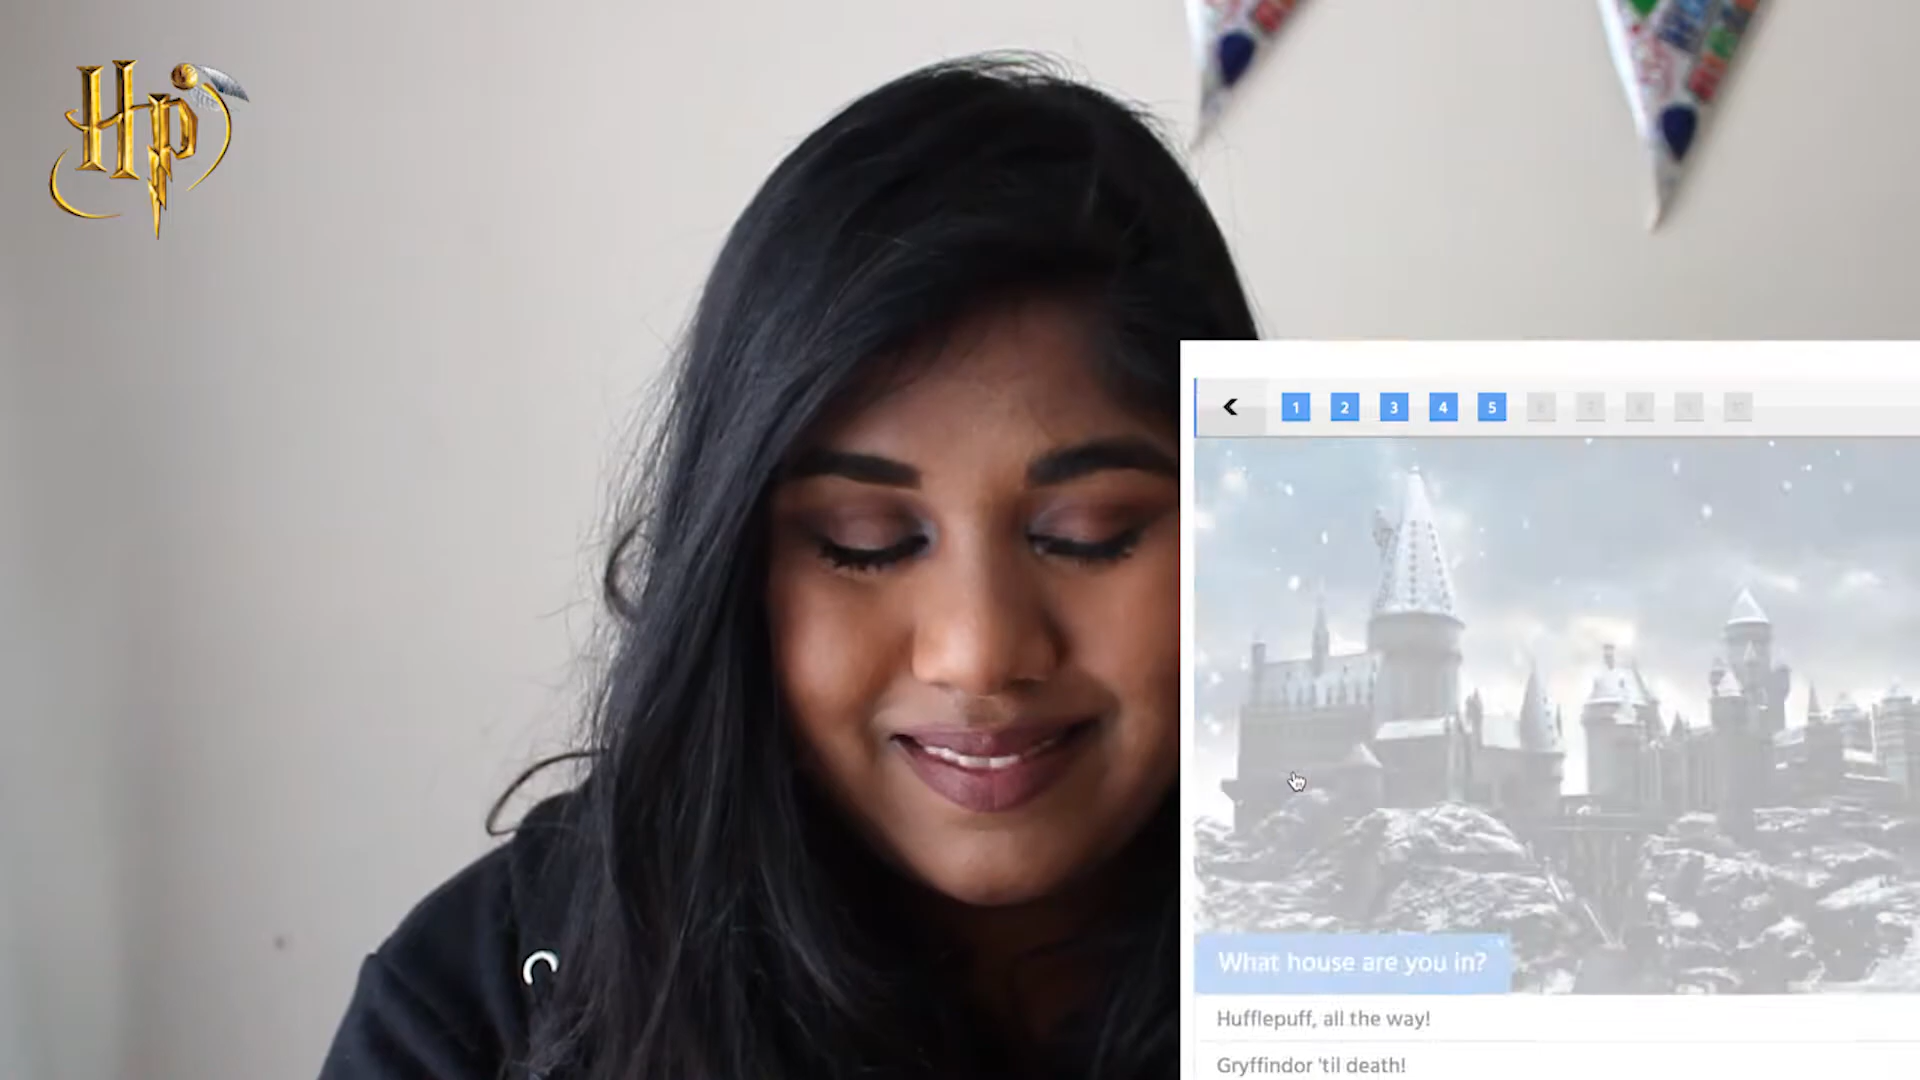 HP
1 2 3 4 5
What house are you in?
Hufflepuff, all the way!
Gryffindor 'til death!